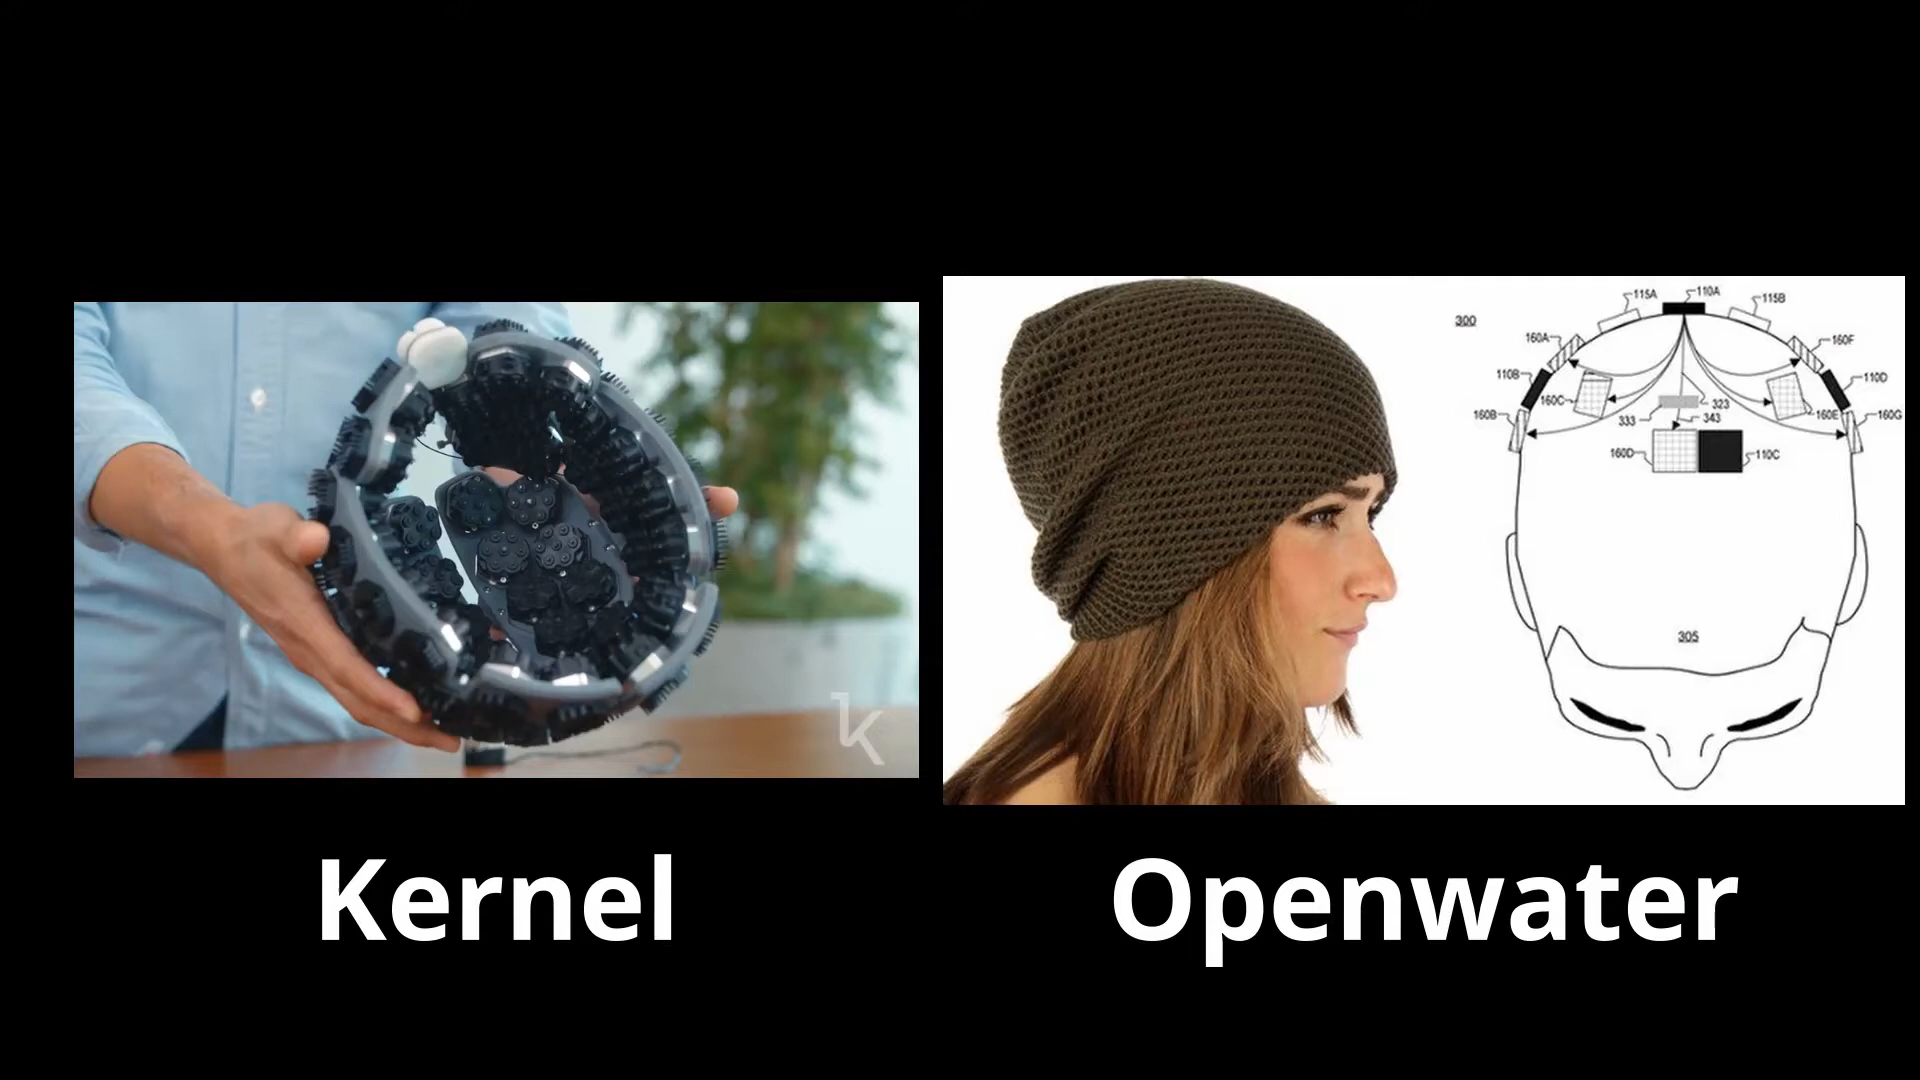 115A
110A
115B
300
160A
160F
110B
110D
160C
323
160E
160B
333
343
160G
160D
110C
305
K
Kernel
Openwater